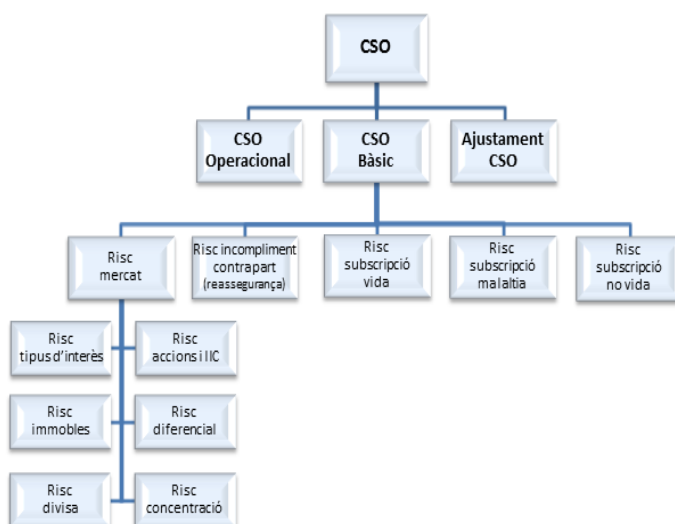 CSO
CSO
Operacional
CSO
Bàsic
Ajustament
CSO
Risc
mercat
Risc incompliment
contrapart
(reassegurança)
Risc
subscripció
vida
Risc
subscripció
malaltia
Risc
subscripció
no vida
Risc
tipus d'interès
Risc
accions i IIC
Risc
immobles
Risc
diferencial
Risc
divisa
Risc
concentració